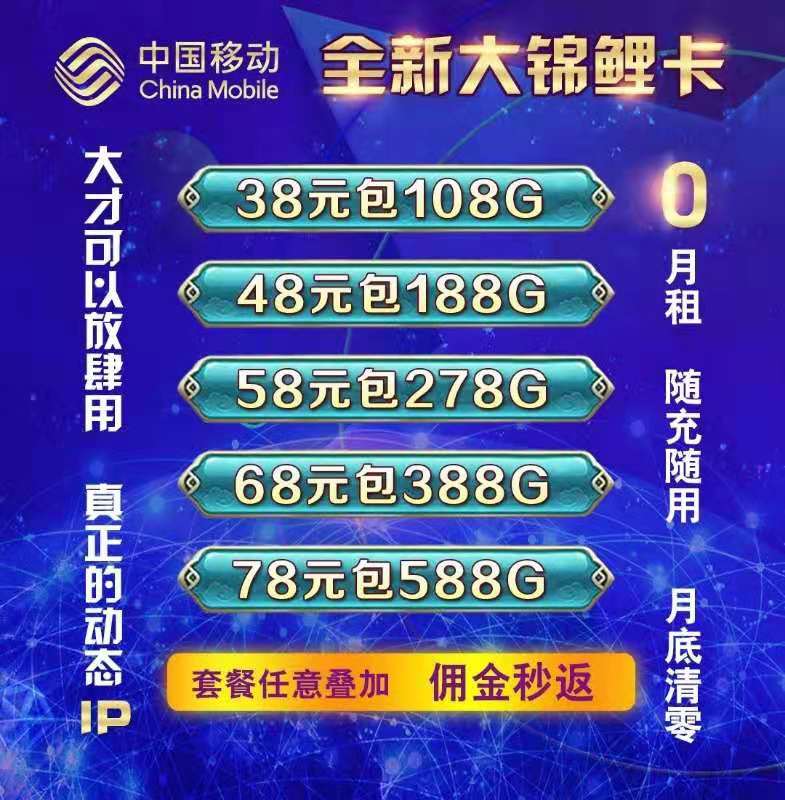 中国移动
China Mobile
全新大锦鲤卡
大才可以放肆用
真正的动态
IP
38元包108G
48元包188G
58元包278G
68元包388G
78元包588G
0
月租
随充随用
月底清零
套餐任意叠加 佣金秒返